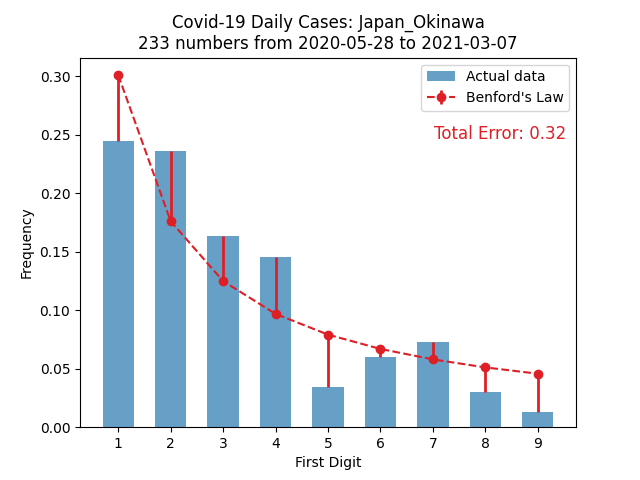 Covid-19 Daily Cases: Japan_Okinawa
233 numbers from 2020-05-28 to 2021-03-07
Actual data
Benford's Law
Total Error: 0.32
Frequency
0.30
0.25
0.20
0.15
0.10
0.05
0.00
1 2 3 4 5 6 7 8 9
First Digit